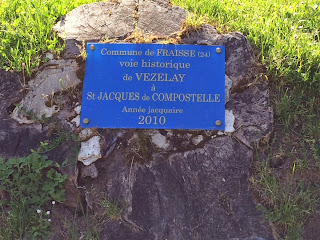 Commune de FRAISSE (24)
voie historique
de VEZELAY
à
St JACQUES de COMPOSTELLE
Année jacquaire
2010